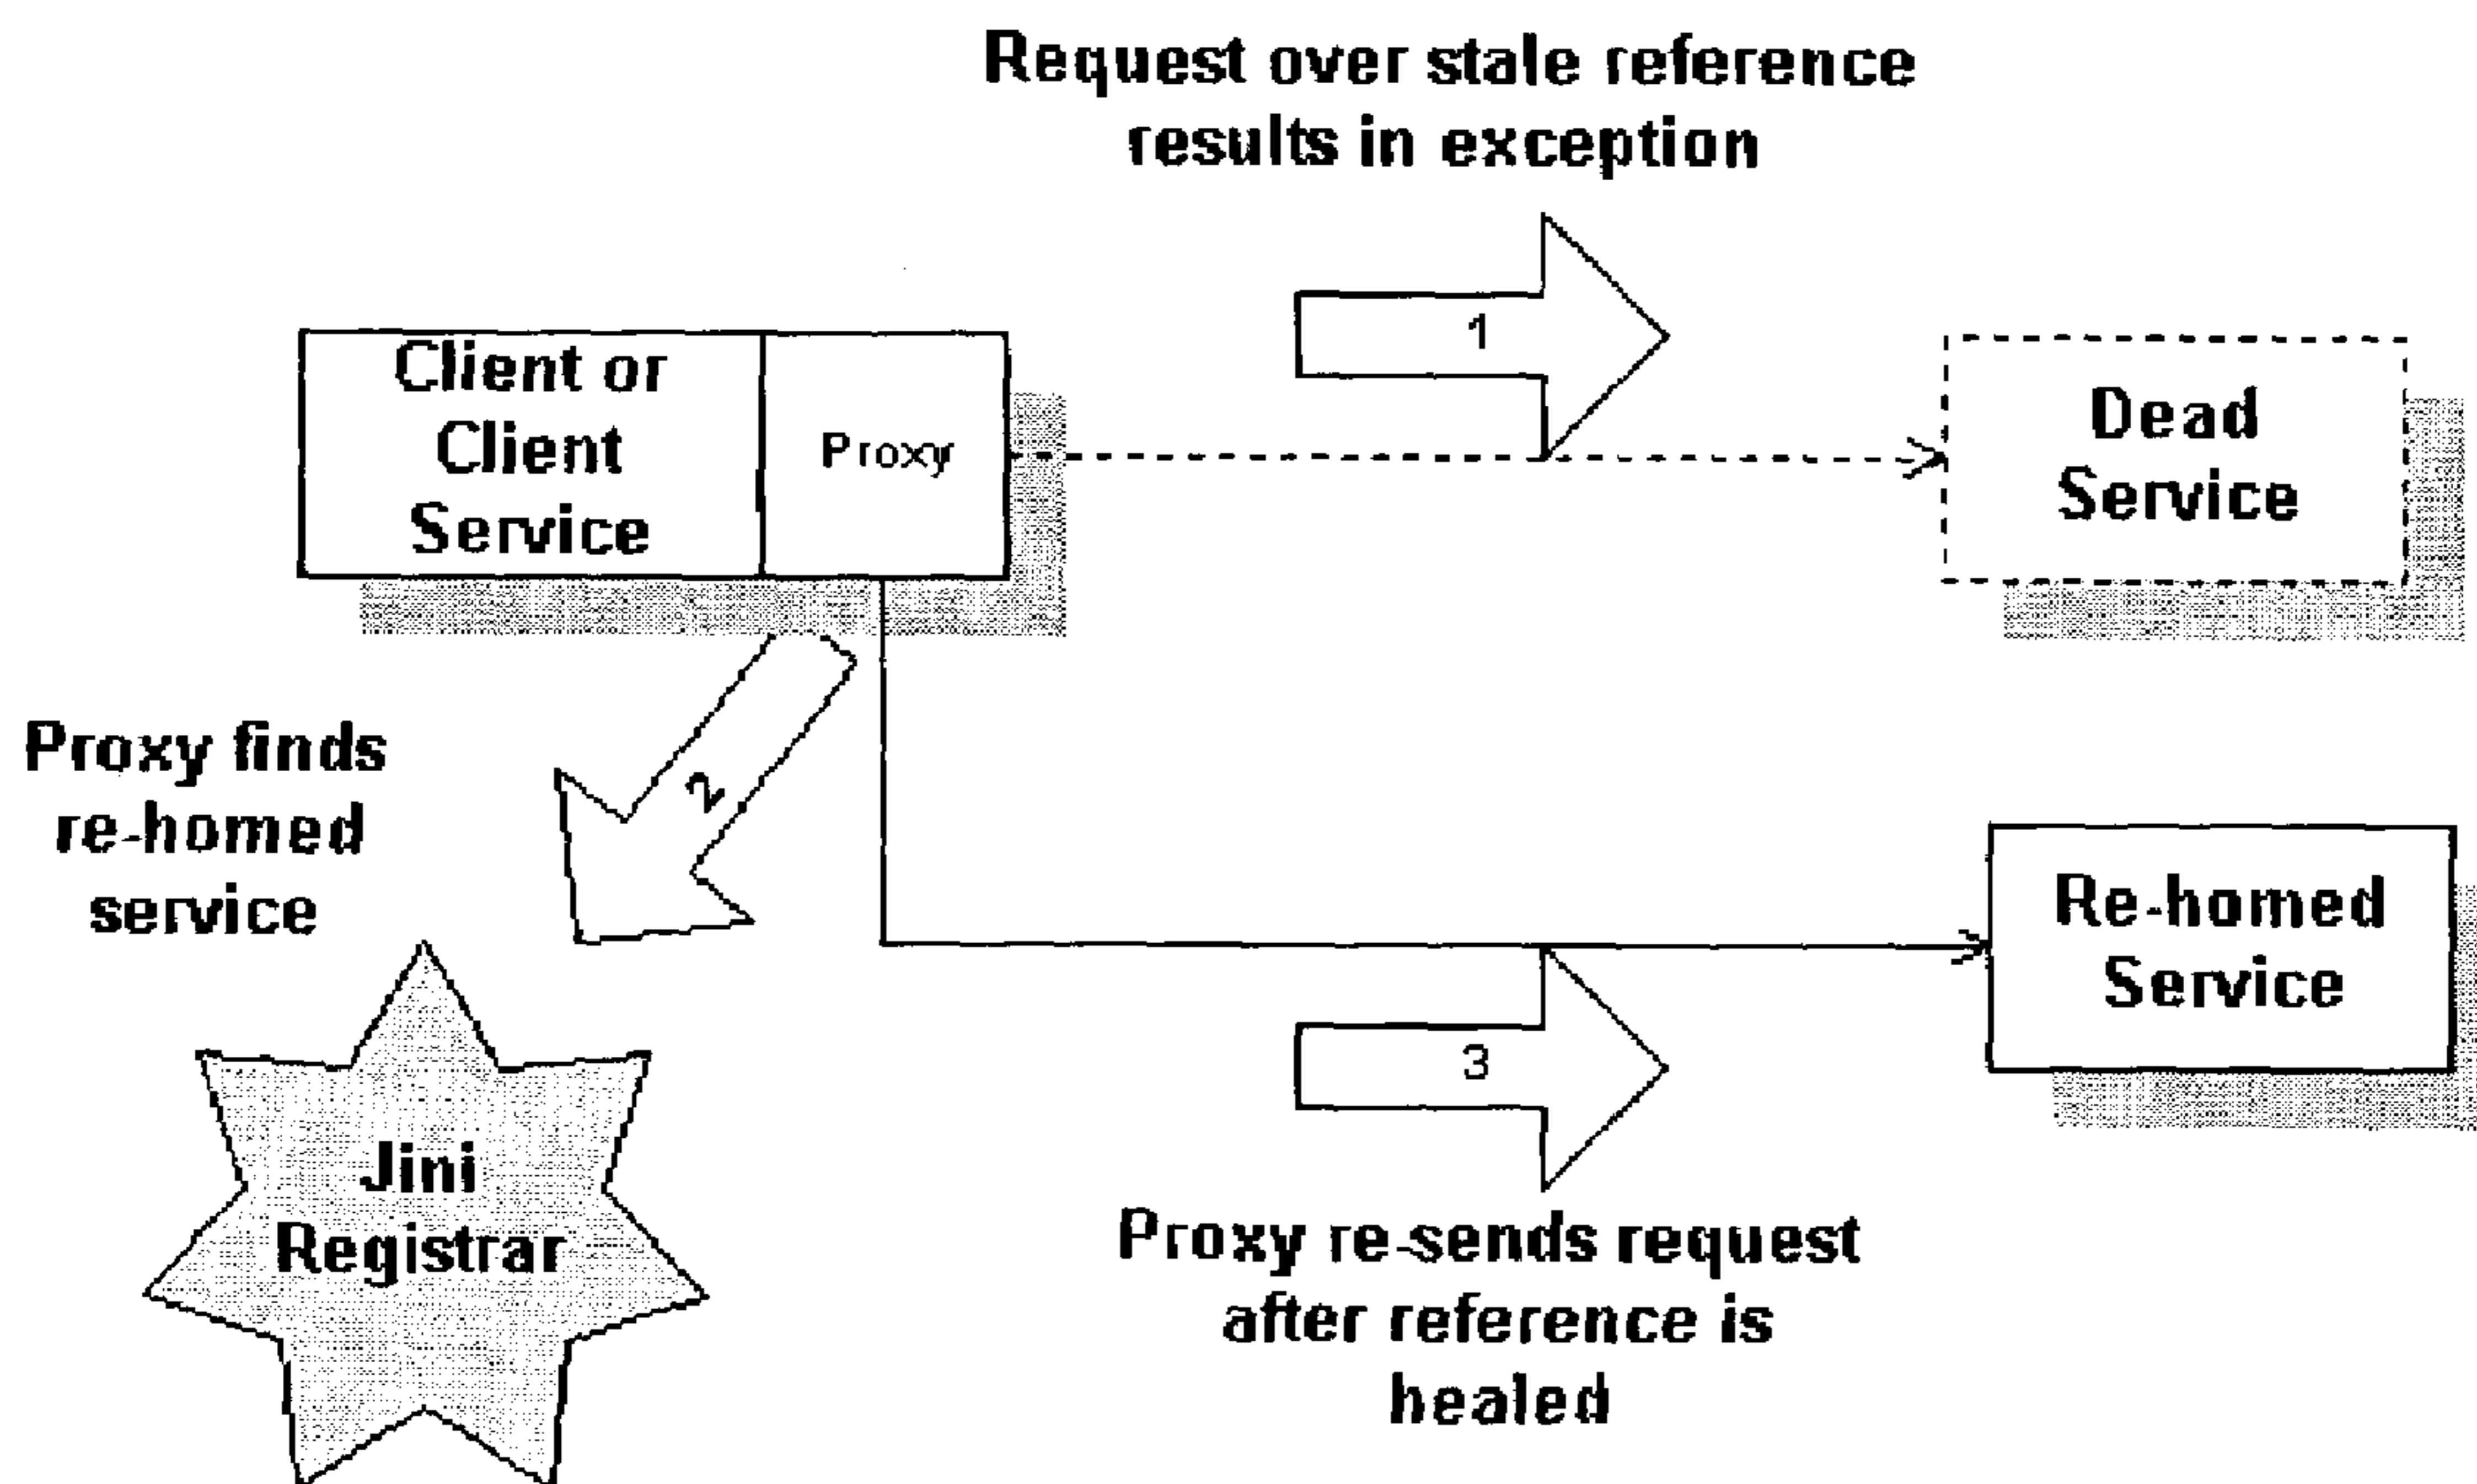 Request over stale reference
results in exception
1
Client or
Client
Service
Proxy
Dead
Service
2
Proxy finds
re-homed
service
Re-homed
Service
3
Jini
Registrar
Proxy re-sends request
after reference is
healed